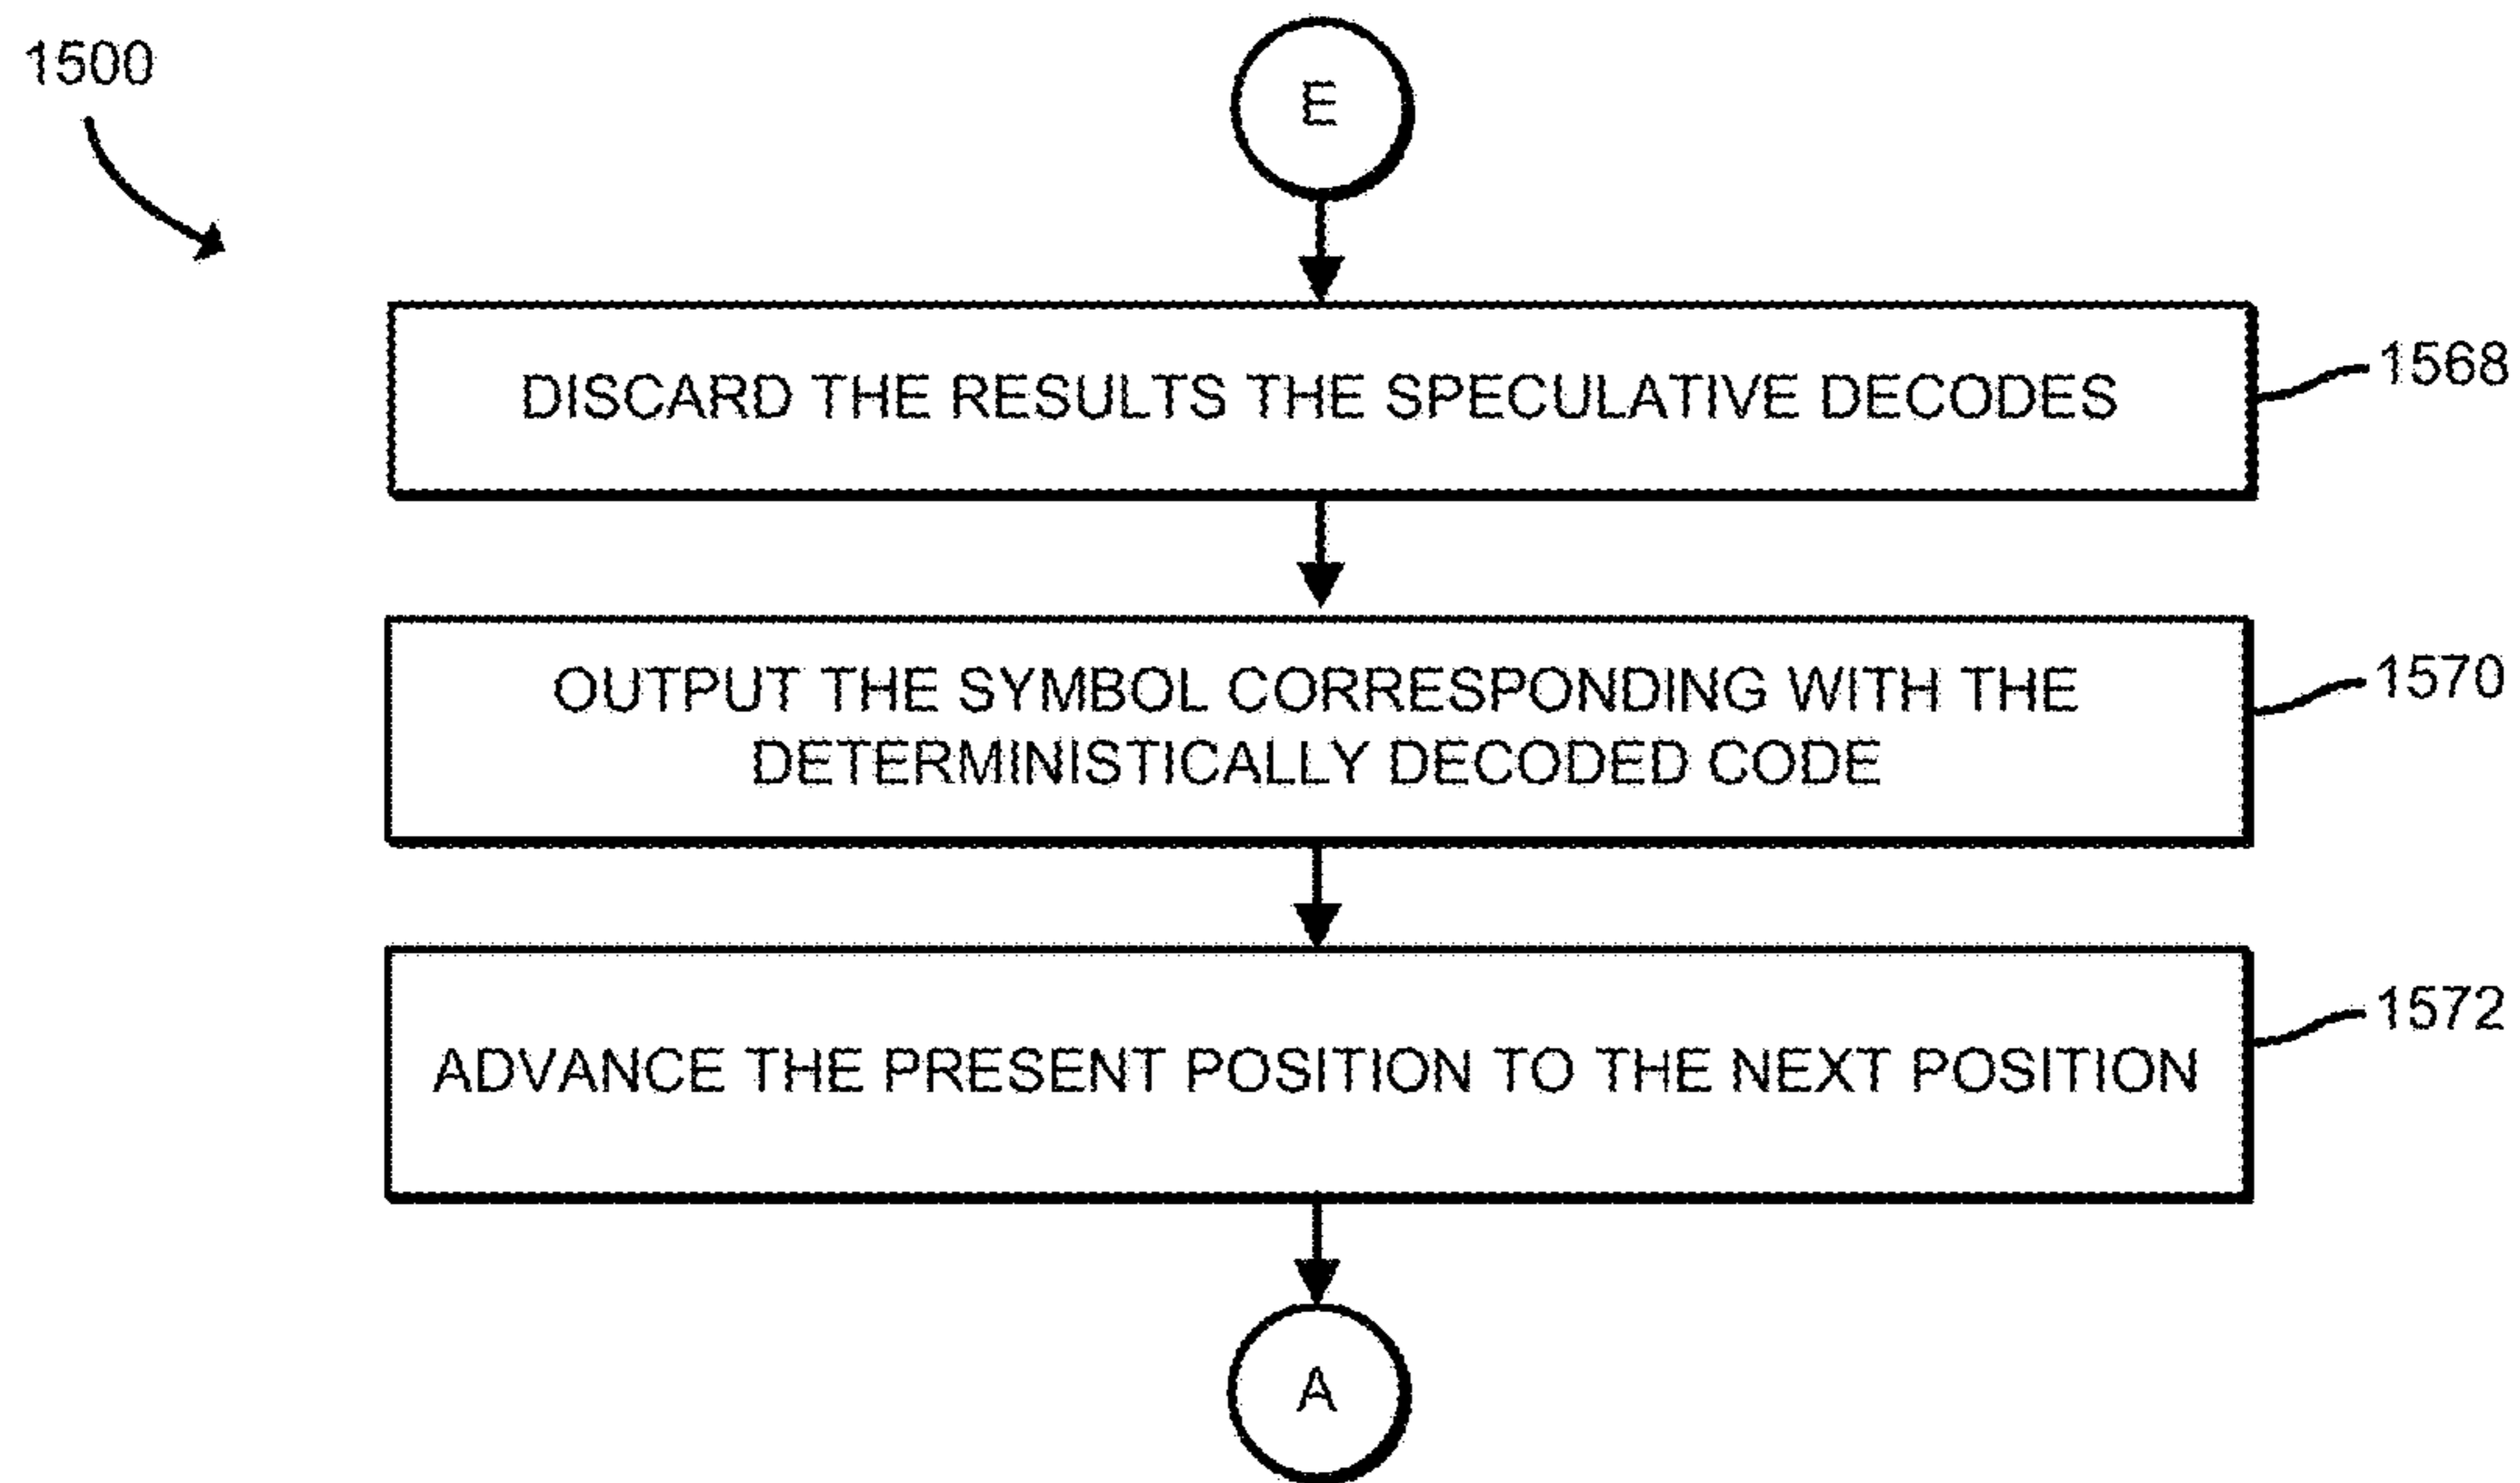 1500
E
DISCARD THE RESULTS THE SPECULATIVE DECODES
1568
OUTPUT THE SYMBOL CORRESPONDING WITH THE
DETERMINISTICALLY DECODED CODE
1570
ADVANCE THE PRESENT POSITION TO THE NEXT POSITION
1572
A